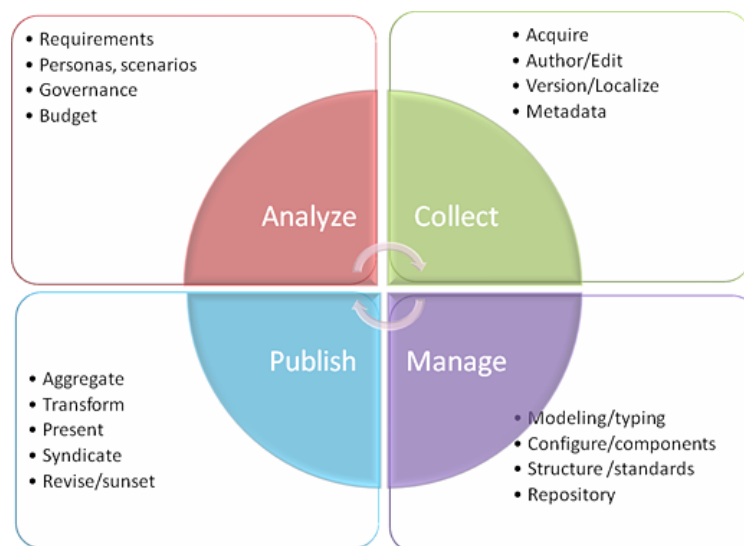 • Requirements
• Personas, scenarios
• Governance
• Budget
• Acquire
• Author/Edit
• Version/Localize
• Metadata
Analyze
Collect
Publish
Manage
• Aggregate
• Transform
• Present
• Syndicate
• Revise/sunset
• Modeling/typing
• Configure/components
• Structure /standards
• Repository